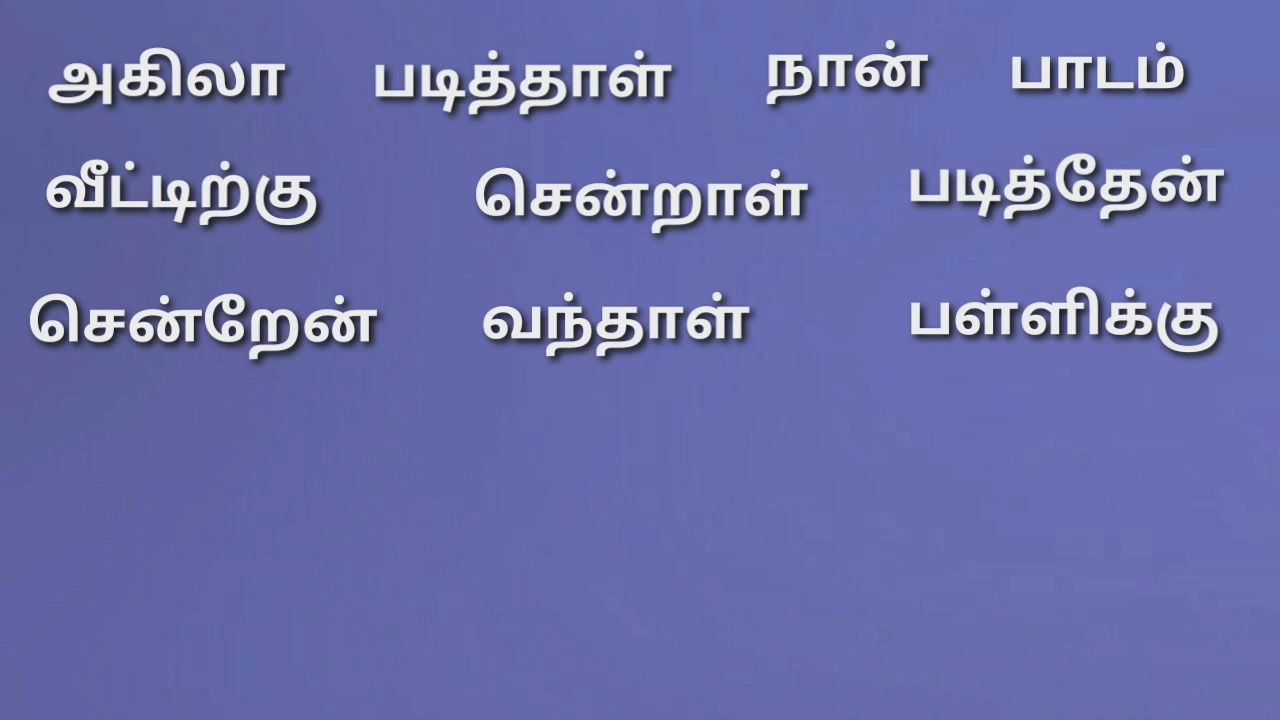 அகிலா படித்தாள் நான் பாடம்
வீட்டிற்கு சென்றாள் படித்தேன்
சென்றேன் வந்தாள் பள்ளிக்கு